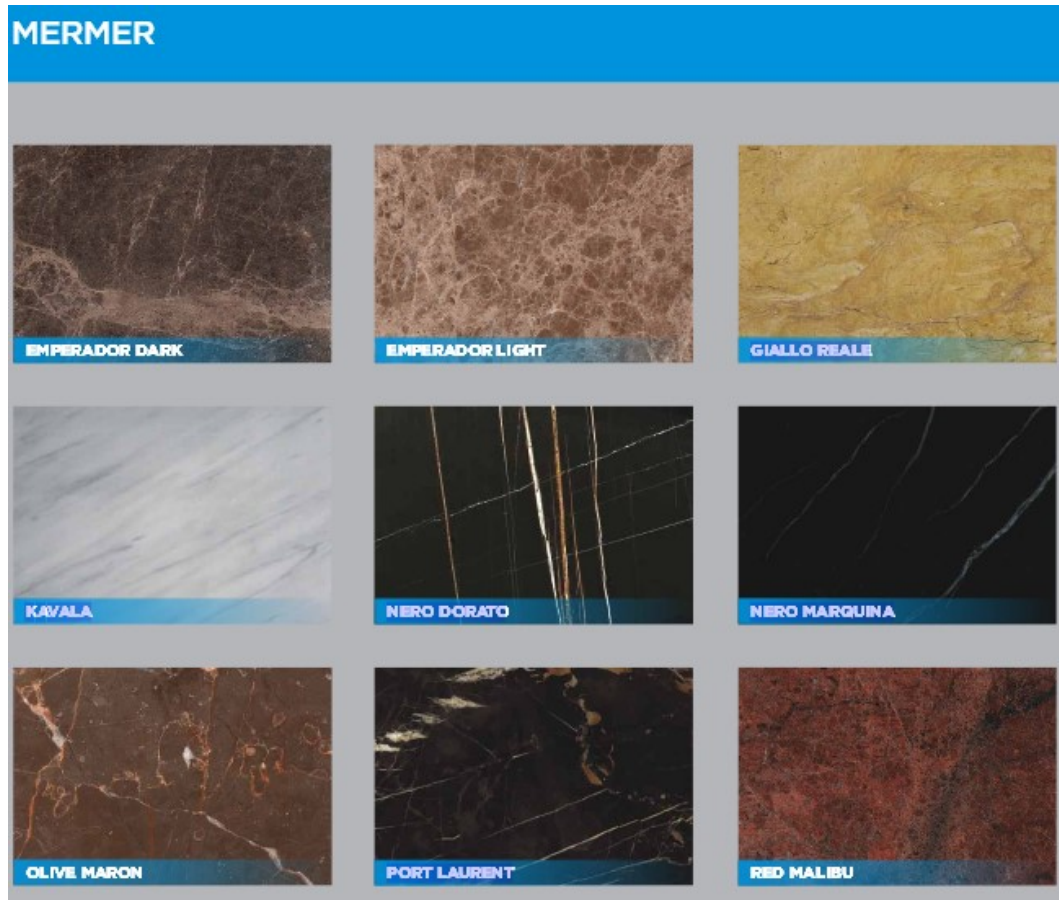 MERMER
EMPERADOR DARK
EMPERADOR LIGHT
GIALLO REALE
KAVALA
NERO DORATO
NERO MARQUINA
OLIVE MARON
PORT LAURENT
RED MALIBU